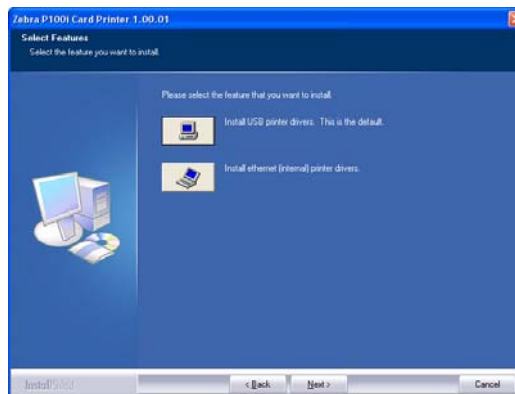 Zebra P100i Card Printer 1.00.01
Select Features
Select the feature you want to install.
Please select the feature that you want to install.
Install USB printer drivers. This is the default.
Install ethernet (internal) printer drivers.
InstallShield
< Back
Next >
Cancel